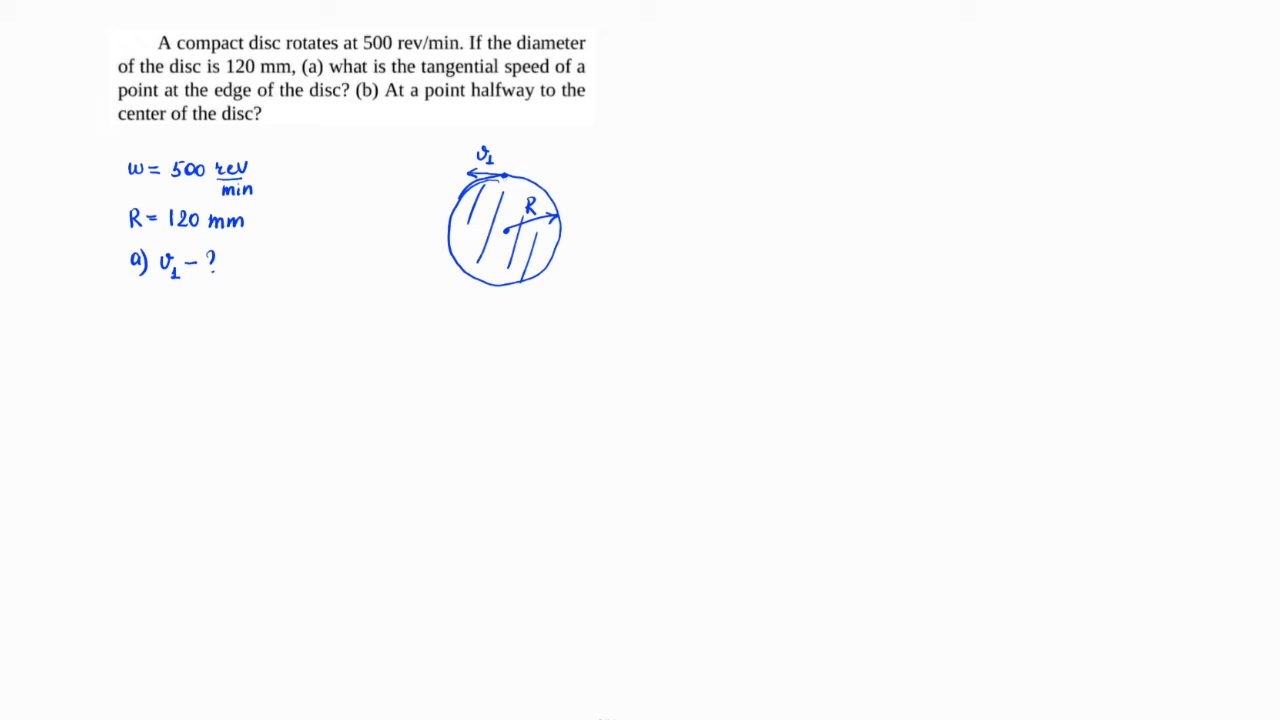 A compact disc rotates at 500 rev/min. If the diameter
of the disc is 120 mm, (a) what is the tangential speed of a
point at the edge of the disc? (b) At a point halfway to the
center of the disc?
ω = 500 rev/min
R = 120 mm
a) v⊥ - ?
v⊥
R